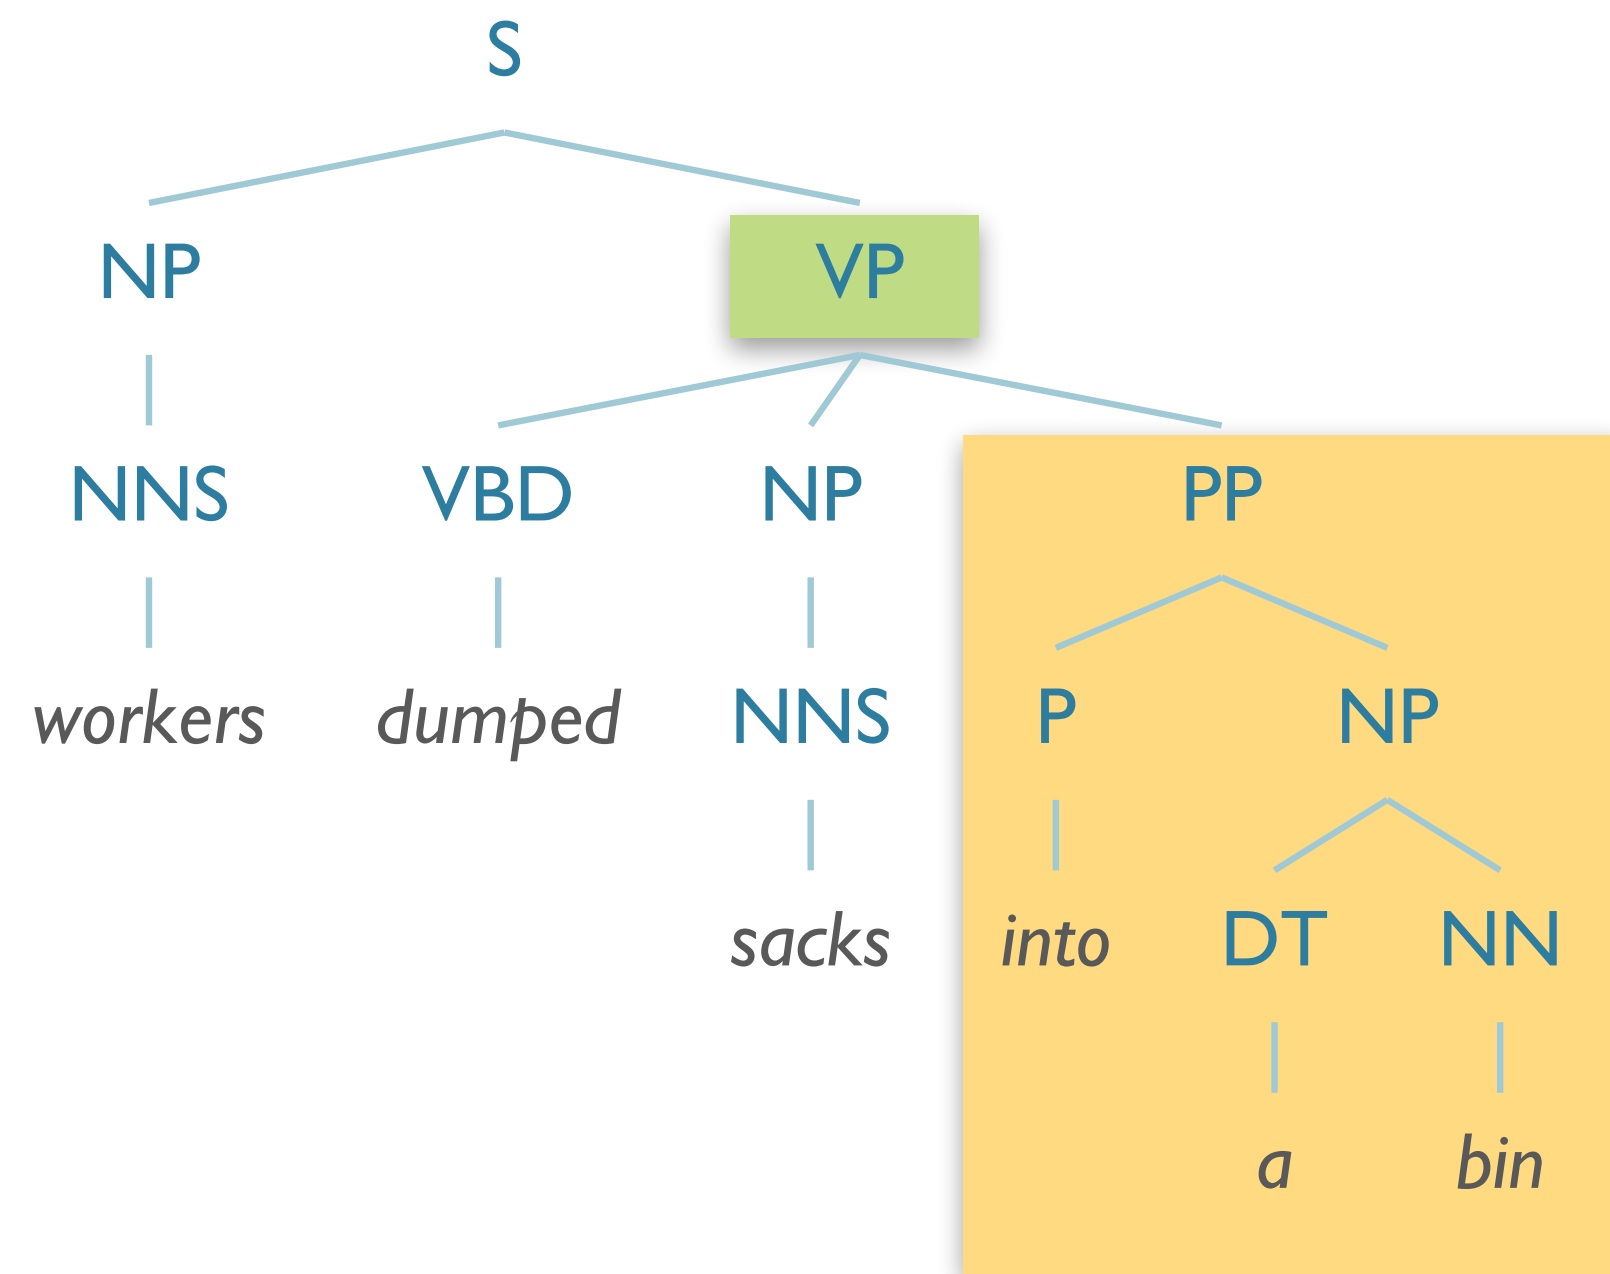 S
NP VP
NNS VBD NP PP
workers dumped NNS P NP
sacks into DT NN
a bin